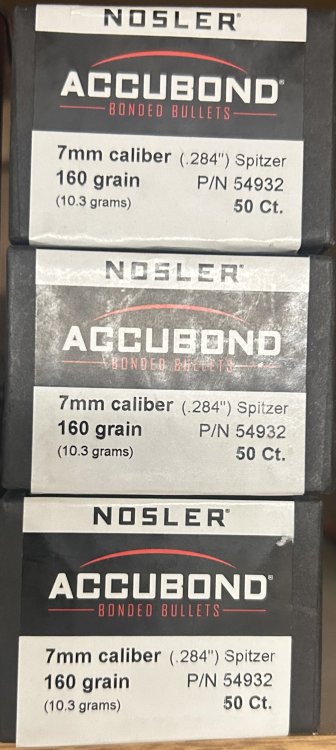 NOSLER®
ACCUBOND®
BONDED BULLETS
7mm caliber (.284") Spitzer
160 grain P/N 54932
(10.3 grams) 50 Ct.
NOSLER®
ACCUBOND
BONDED BULLETS
7mm caliber (.284") Spitzer
160 grain P/N 54932
(10.3 grams) 50 Ct.
NOSLER®
ACCUBOND®
BONDED BULLETS
7mm caliber (.284") Spitzer
160 grain P/N 54932
(10.3 grams) 50 Ct.